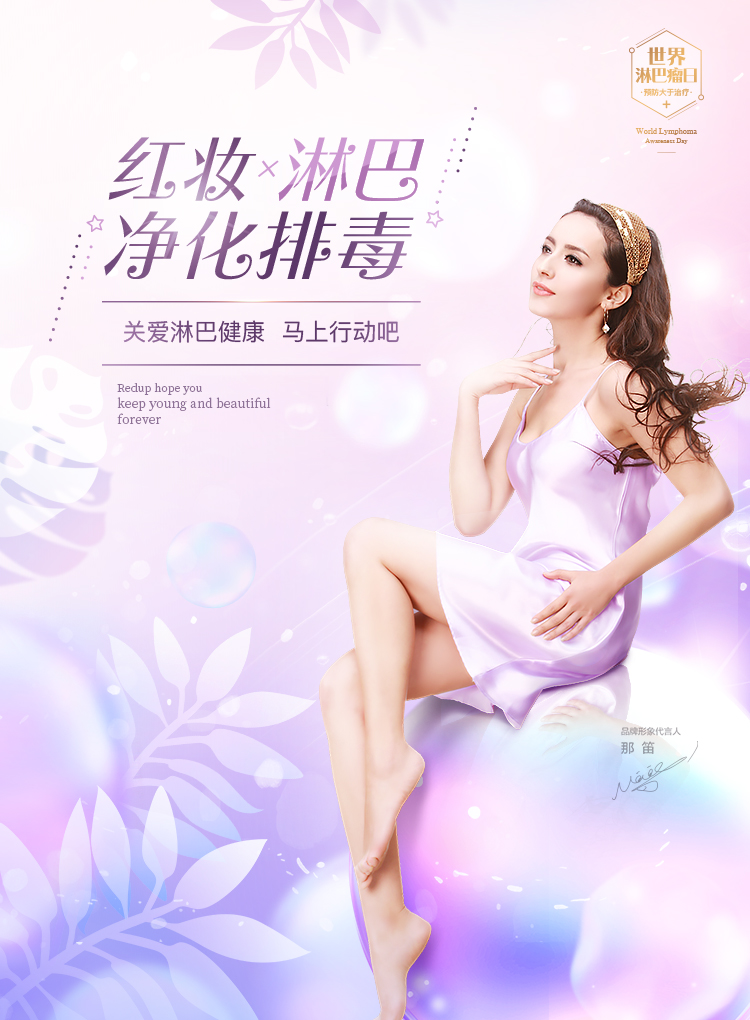 世界
淋巴瘤日
·预防大于治疗·
World Lymphoma
Awareness Day
红妆×淋巴
净化排毒
关爱淋巴健康 马上行动吧
Redup hope you
keep young and beautiful
forever
品牌形象代言人
那 笛